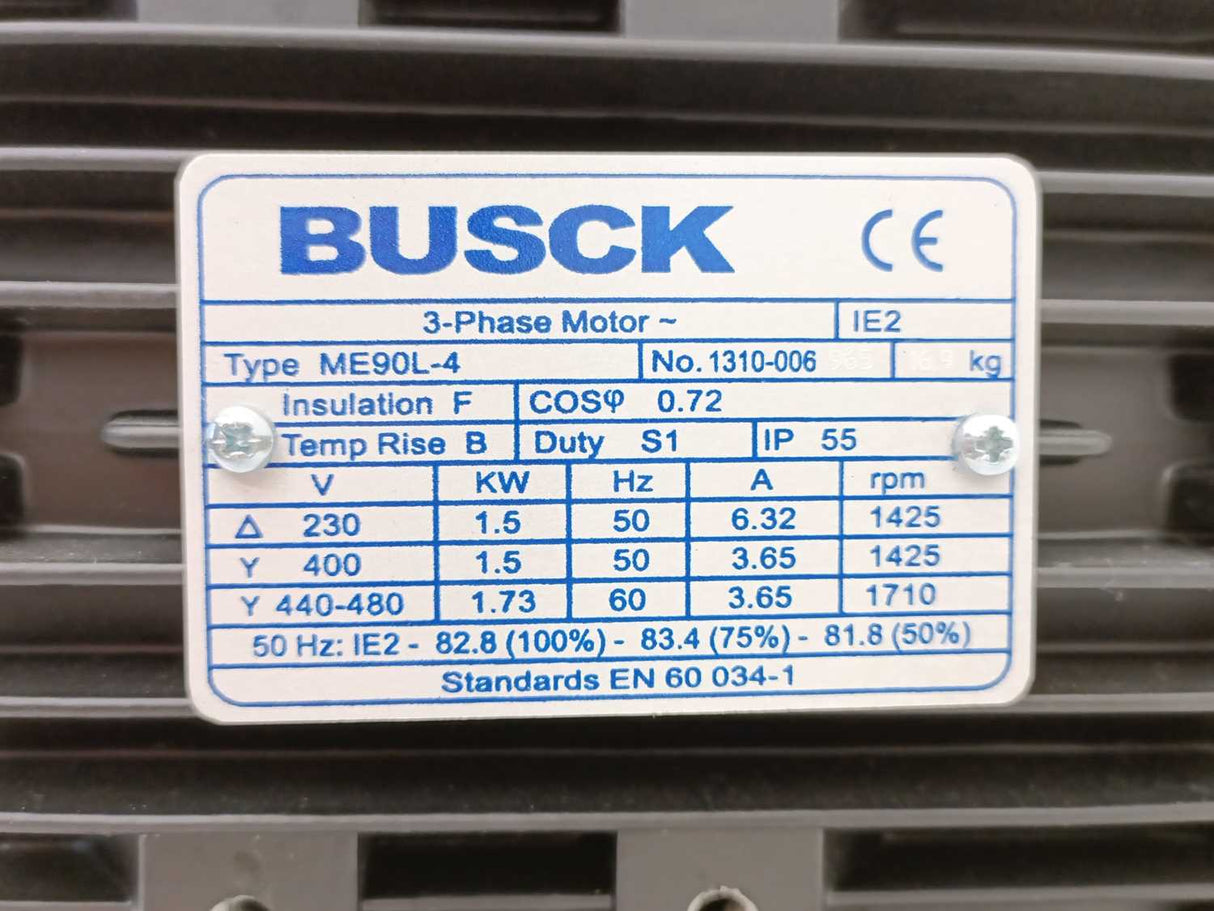 BUSCK CE
3-Phase Motor ~ IE2
Type ME90L-4 No. 1310-006 963 16.9 kg
Insulation F COSφ 0.72
Temp Rise B Duty S1 IP 55
V KW Hz A rpm
Δ 230 1.5 50 6.32 1425
Y 400 1.5 50 3.65 1425
Y 440-480 1.73 60 3.65 1710
50 Hz: IE2 - 82.8 (100%) - 83.4 (75%) - 81.8 (50%)
Standards EN 60 034-1